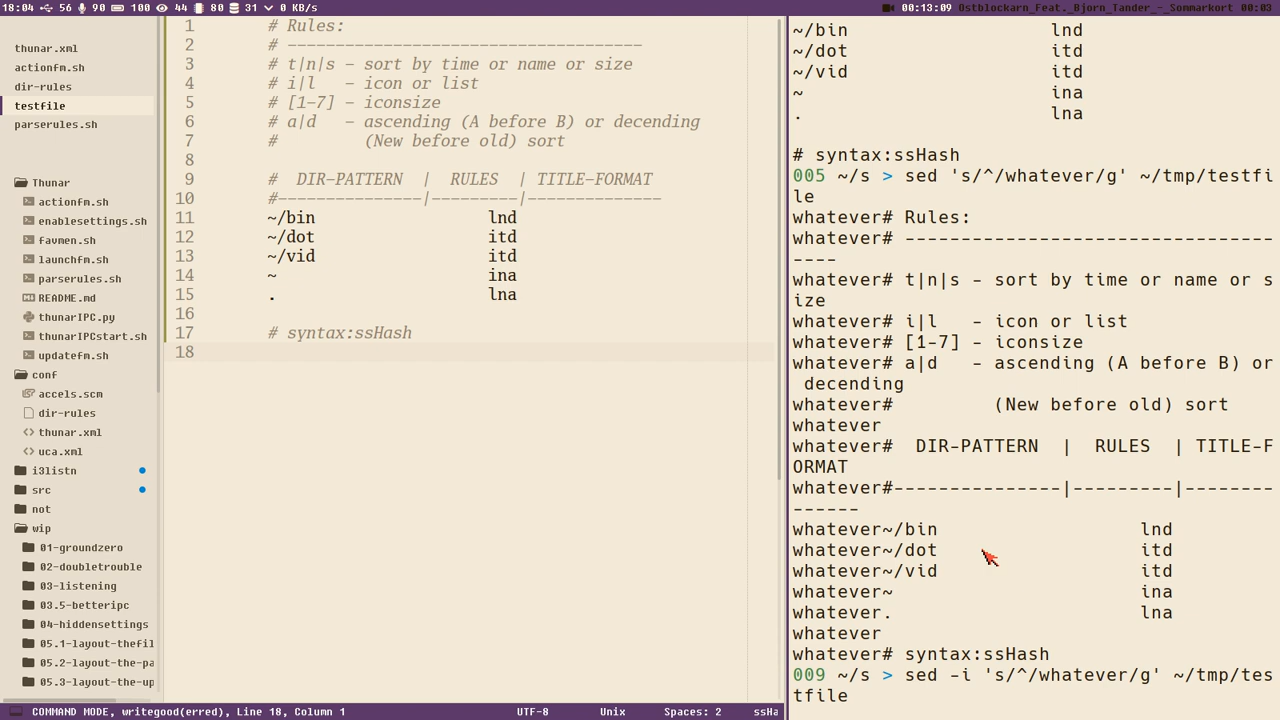 18:04 56 90 100 44 80 31 0 KB/s 00:13:09 Ostblockarn_Feat._Bjorn_Tander_-_Sommarkort 00:03
thunar.xml
actionfm.sh
dir-rules
testfile
parserules.sh
Thunar
actionfm.sh
enablesettings.sh
favmen.sh
launchfm.sh
parserules.sh
README.md
thunarIPC.py
thunarIPCstart.sh
updatefm.sh
conf
accels.scm
dir-rules
thunar.xml
uca.xml
i3listn
src
not
wip
01-groundzero
02-doubletrouble
03-listening
03.5-betteripc
04-hiddensettings
05.1-layout-thefil
05.2-layout-the-pa
05.3-layout-the-up
1 # Rules:
2 # -------------------------------------
3 # t|n|s - sort by time or name or size
4 # i|l   - icon or list
5 # [1-7] - iconsize
6 # a|d   - ascending (A before B) or decending
7 #         (New before old) sort
8
9 #  DIR-PATTERN  |  RULES  | TITLE-FORMAT
10 #---------------|---------|--------------
11 ~/bin                  lnd
12 ~/dot                  itd
13 ~/vid                  itd
14 ~                      ina
15 .                      lna
16
17 # syntax:ssHash
18
~/bin                  lnd
~/dot                  itd
~/vid                  itd
~                      ina
.                      lna
# syntax:ssHash
005 ~/s > sed 's/^/whatever/g' ~/tmp/testfi
le
whatever# Rules:
whatever# ---------------------------------
----
whatever# t|n|s - sort by time or name or s
ize
whatever# i|l   - icon or list
whatever# [1-7] - iconsize
whatever# a|d   - ascending (A before B) or
 decending
whatever#         (New before old) sort
whatever
whatever#  DIR-PATTERN  |  RULES  | TITLE-F
ORMAT
whatever#---------------|---------|--------
------
whatever~/bin                  lnd
whatever~/dot                  itd
whatever~/vid                  itd
whatever~                      ina
whatever.                      lna
whatever
whatever# syntax:ssHash
009 ~/s > sed -i 's/^/whatever/g' ~/tmp/tes
tfile
COMMAND MODE, writegood(erred), Line 18, Column 1 UTF-8 Unix Spaces: 2 ssHa